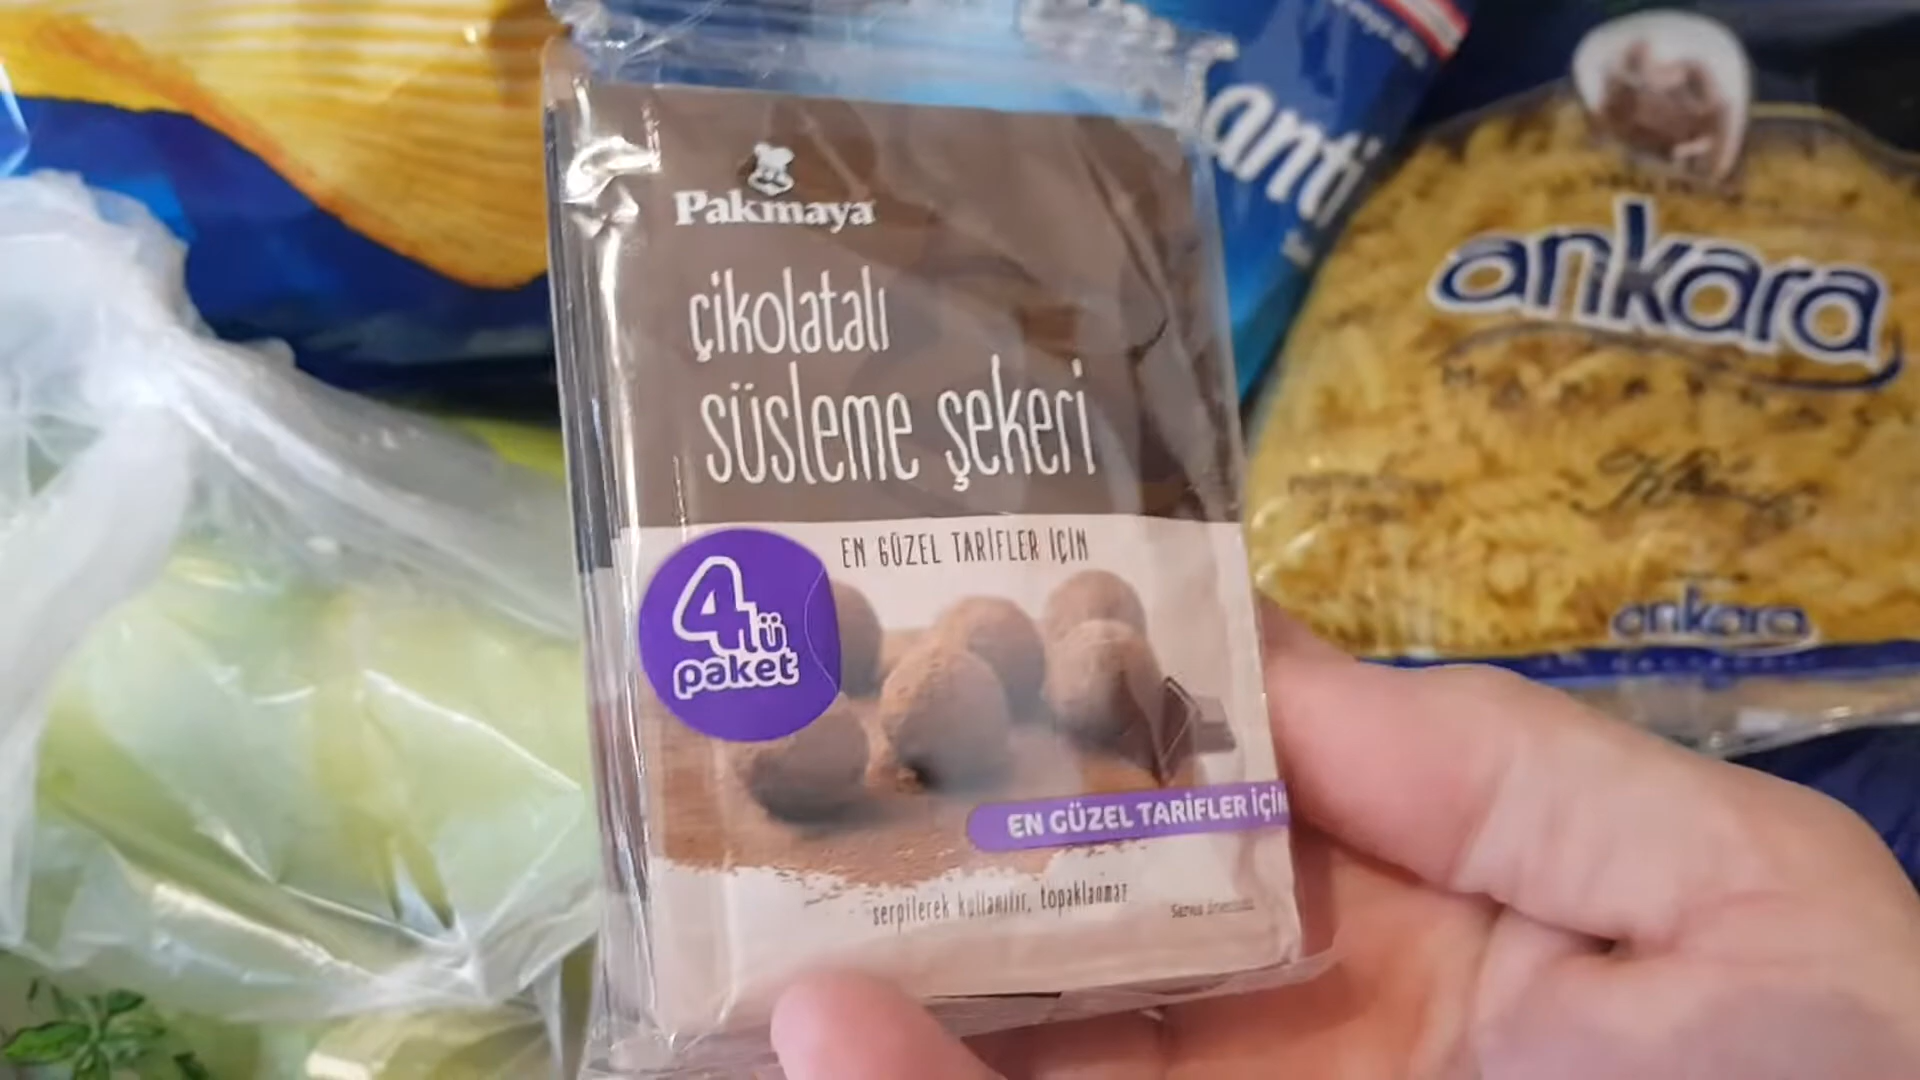 Pakmaya
çikolatalı
süsleme şekeri
EN GÜZEL TARİFLER İÇİN
4lü
paket
EN GÜZEL TARİFLER İÇİN
serpilerek kullanılır, topaklanmaz
anti
ankara
ankara